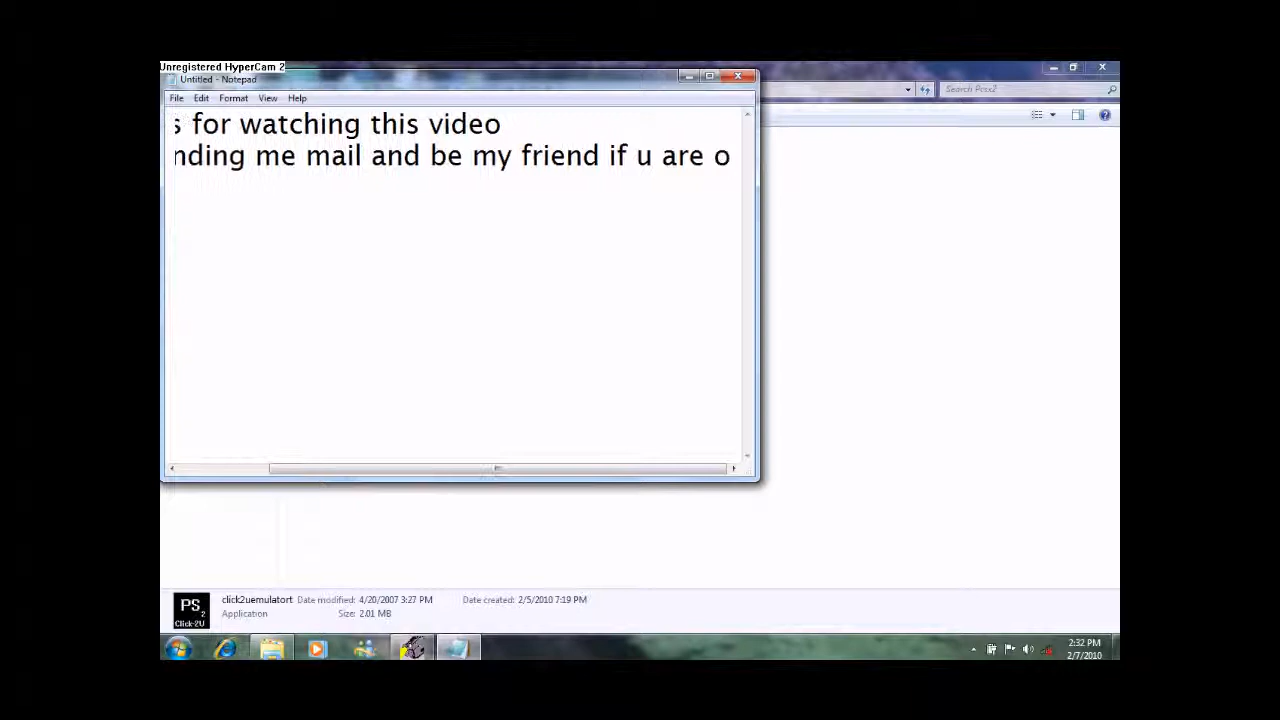 Unregistered HyperCam 2
Untitled - Notepad
File Edit Format View Help
s for watching this video
nding me mail and be my friend if u are o
Search Pcsx2
PS2
Click-2U
click2uemulatort Date modified: 4/20/2007 3:27 PM Date created: 2/5/2010 7:19 PM
Application Size: 2.01 MB
2:32 PM
2/7/2010